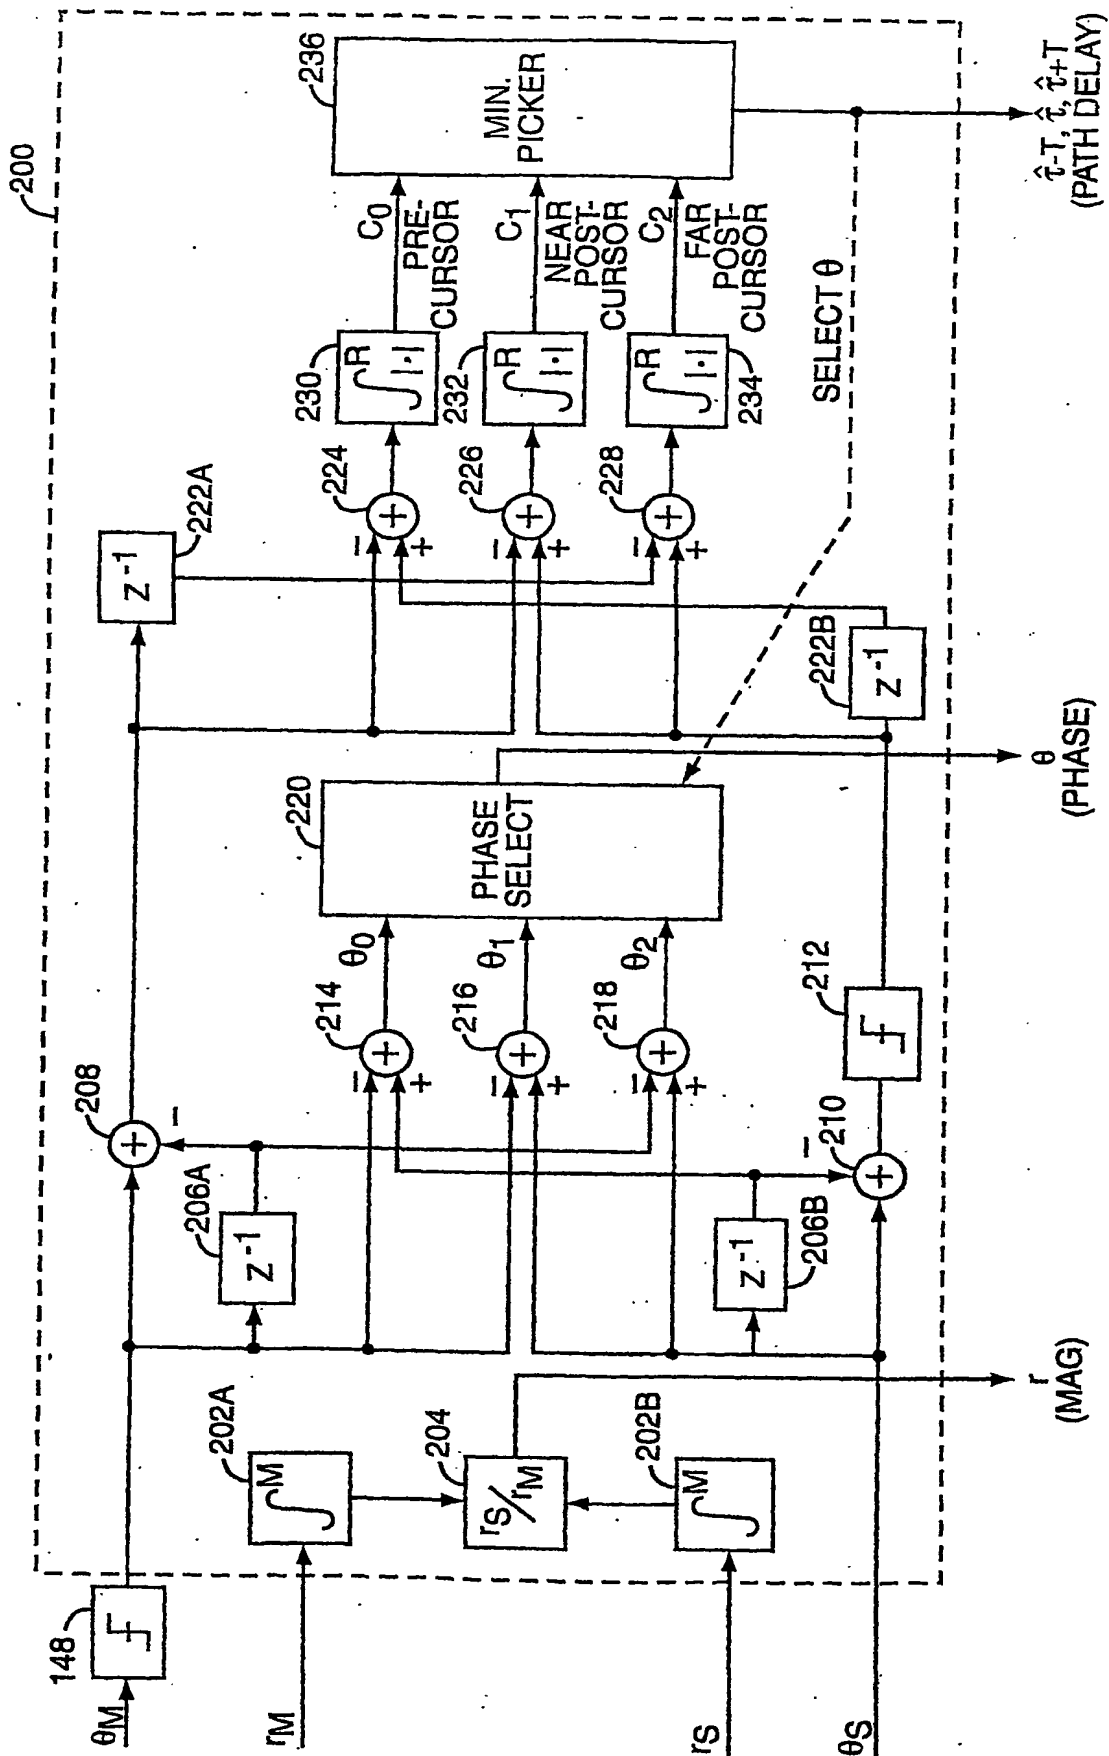 200
148
θM
rM
rS
θS
202A
∫M
204
rS/rM
202B
∫M
r
(MAG)
206A
Z-1
206B
Z-1
208
+
−
210
+
−
212
214
+
−
+
216
+
−
+
218
+
−
+
θ0
θ1
θ2
220
PHASE
SELECT
θ
(PHASE)
222A
Z-1
222B
Z-1
224
+
−
+
226
+
−
+
228
+
−
+
230
∫R |·|
232
∫R |·|
234
∫R |·|
C0
PRE-
CURSOR
C1
NEAR
POST-
CURSOR
C2
FAR
POST-
CURSOR
236
MIN.
PICKER
SELECT θ
τ̂-T, τ̂, τ̂+T
(PATH DELAY)